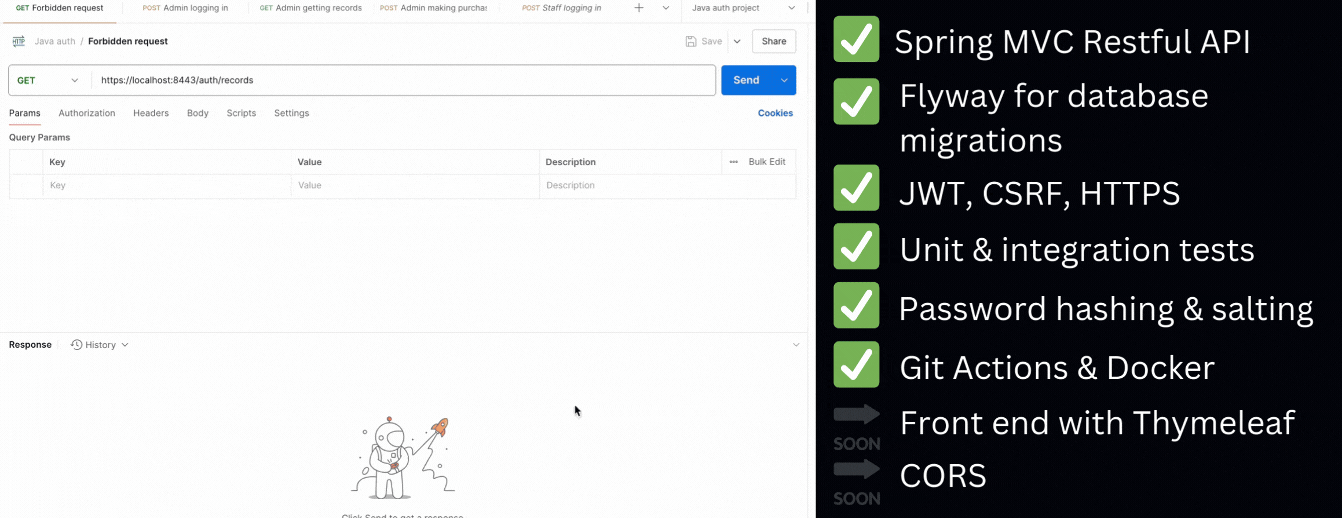 GET Forbidden request
POST Admin logging in
GET Admin getting records
POST Admin making purchas
POST Staff logging in
Java auth project
HTTP Java auth / Forbidden request
Save
Share
GET
https://localhost:8443/auth/records
Send
Params Authorization Headers Body Scripts Settings
Cookies
Query Params
Key Value Description ••• Bulk Edit
Key Value Description
Response History
Click Send to get a response
Spring MVC Restful API
Flyway for database
migrations
JWT, CSRF, HTTPS
Unit & integration tests
Password hashing & salting
Git Actions & Docker
SOON Front end with Thymeleaf
SOON CORS